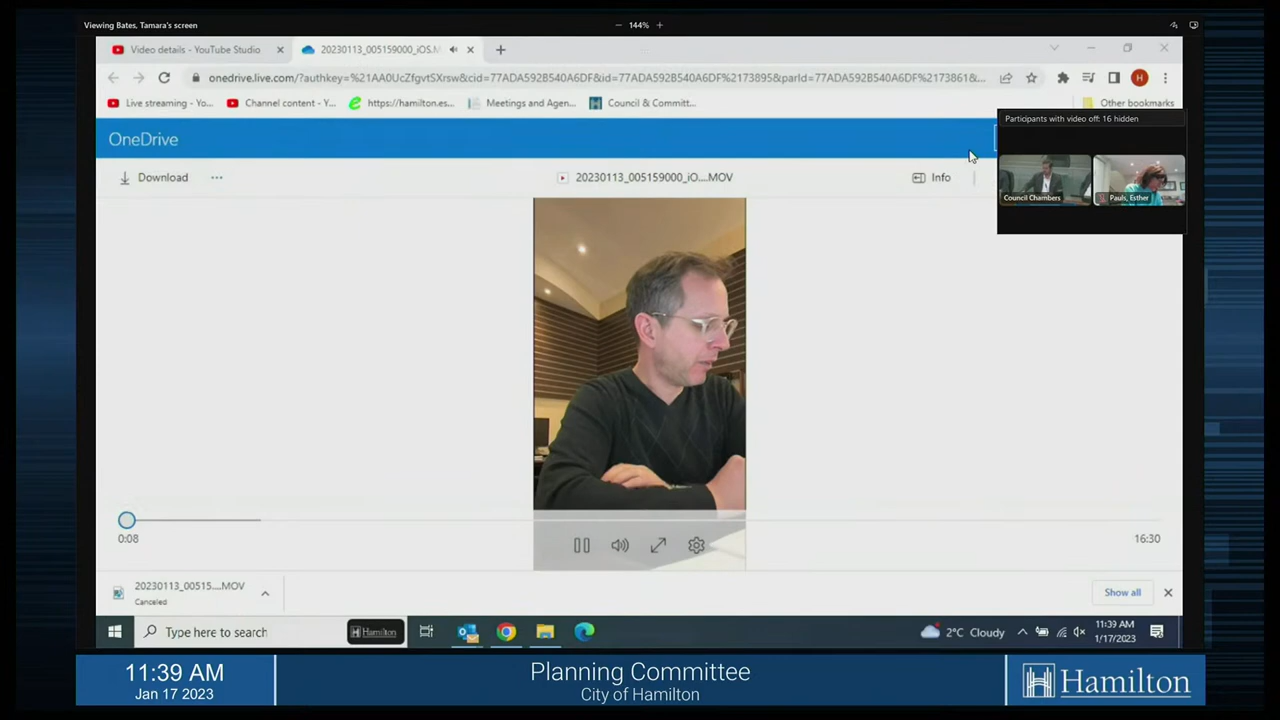 Viewing Bates, Tamara's screen
144%
Video details - YouTube Studio
20230113_005159000_iOS.M
onedrive.live.com/?authkey=%21AA0UcZfgvtSXrsw&cid=77ADA592B540A6DF&id=77ADA592B540A6DF%2173895&parId=77ADA592B540A6DF%2173861&...
H
Live streaming - Yo...
Channel content - Y...
https://hamilton.es...
Meetings and Agen...
Council & Committ...
Other bookmarks
Participants with video off: 16 hidden
OneDrive
Download
20230113_005159000_iO....MOV
Info
Council Chambers
Pauls, Esther
0:08
16:30
20230113_00515....MOV
Canceled
Show all
Type here to search
Hamilton
2°C Cloudy
11:39 AM
1/17/2023
11:39 AM
Jan 17 2023
Planning Committee
City of Hamilton
Hamilton